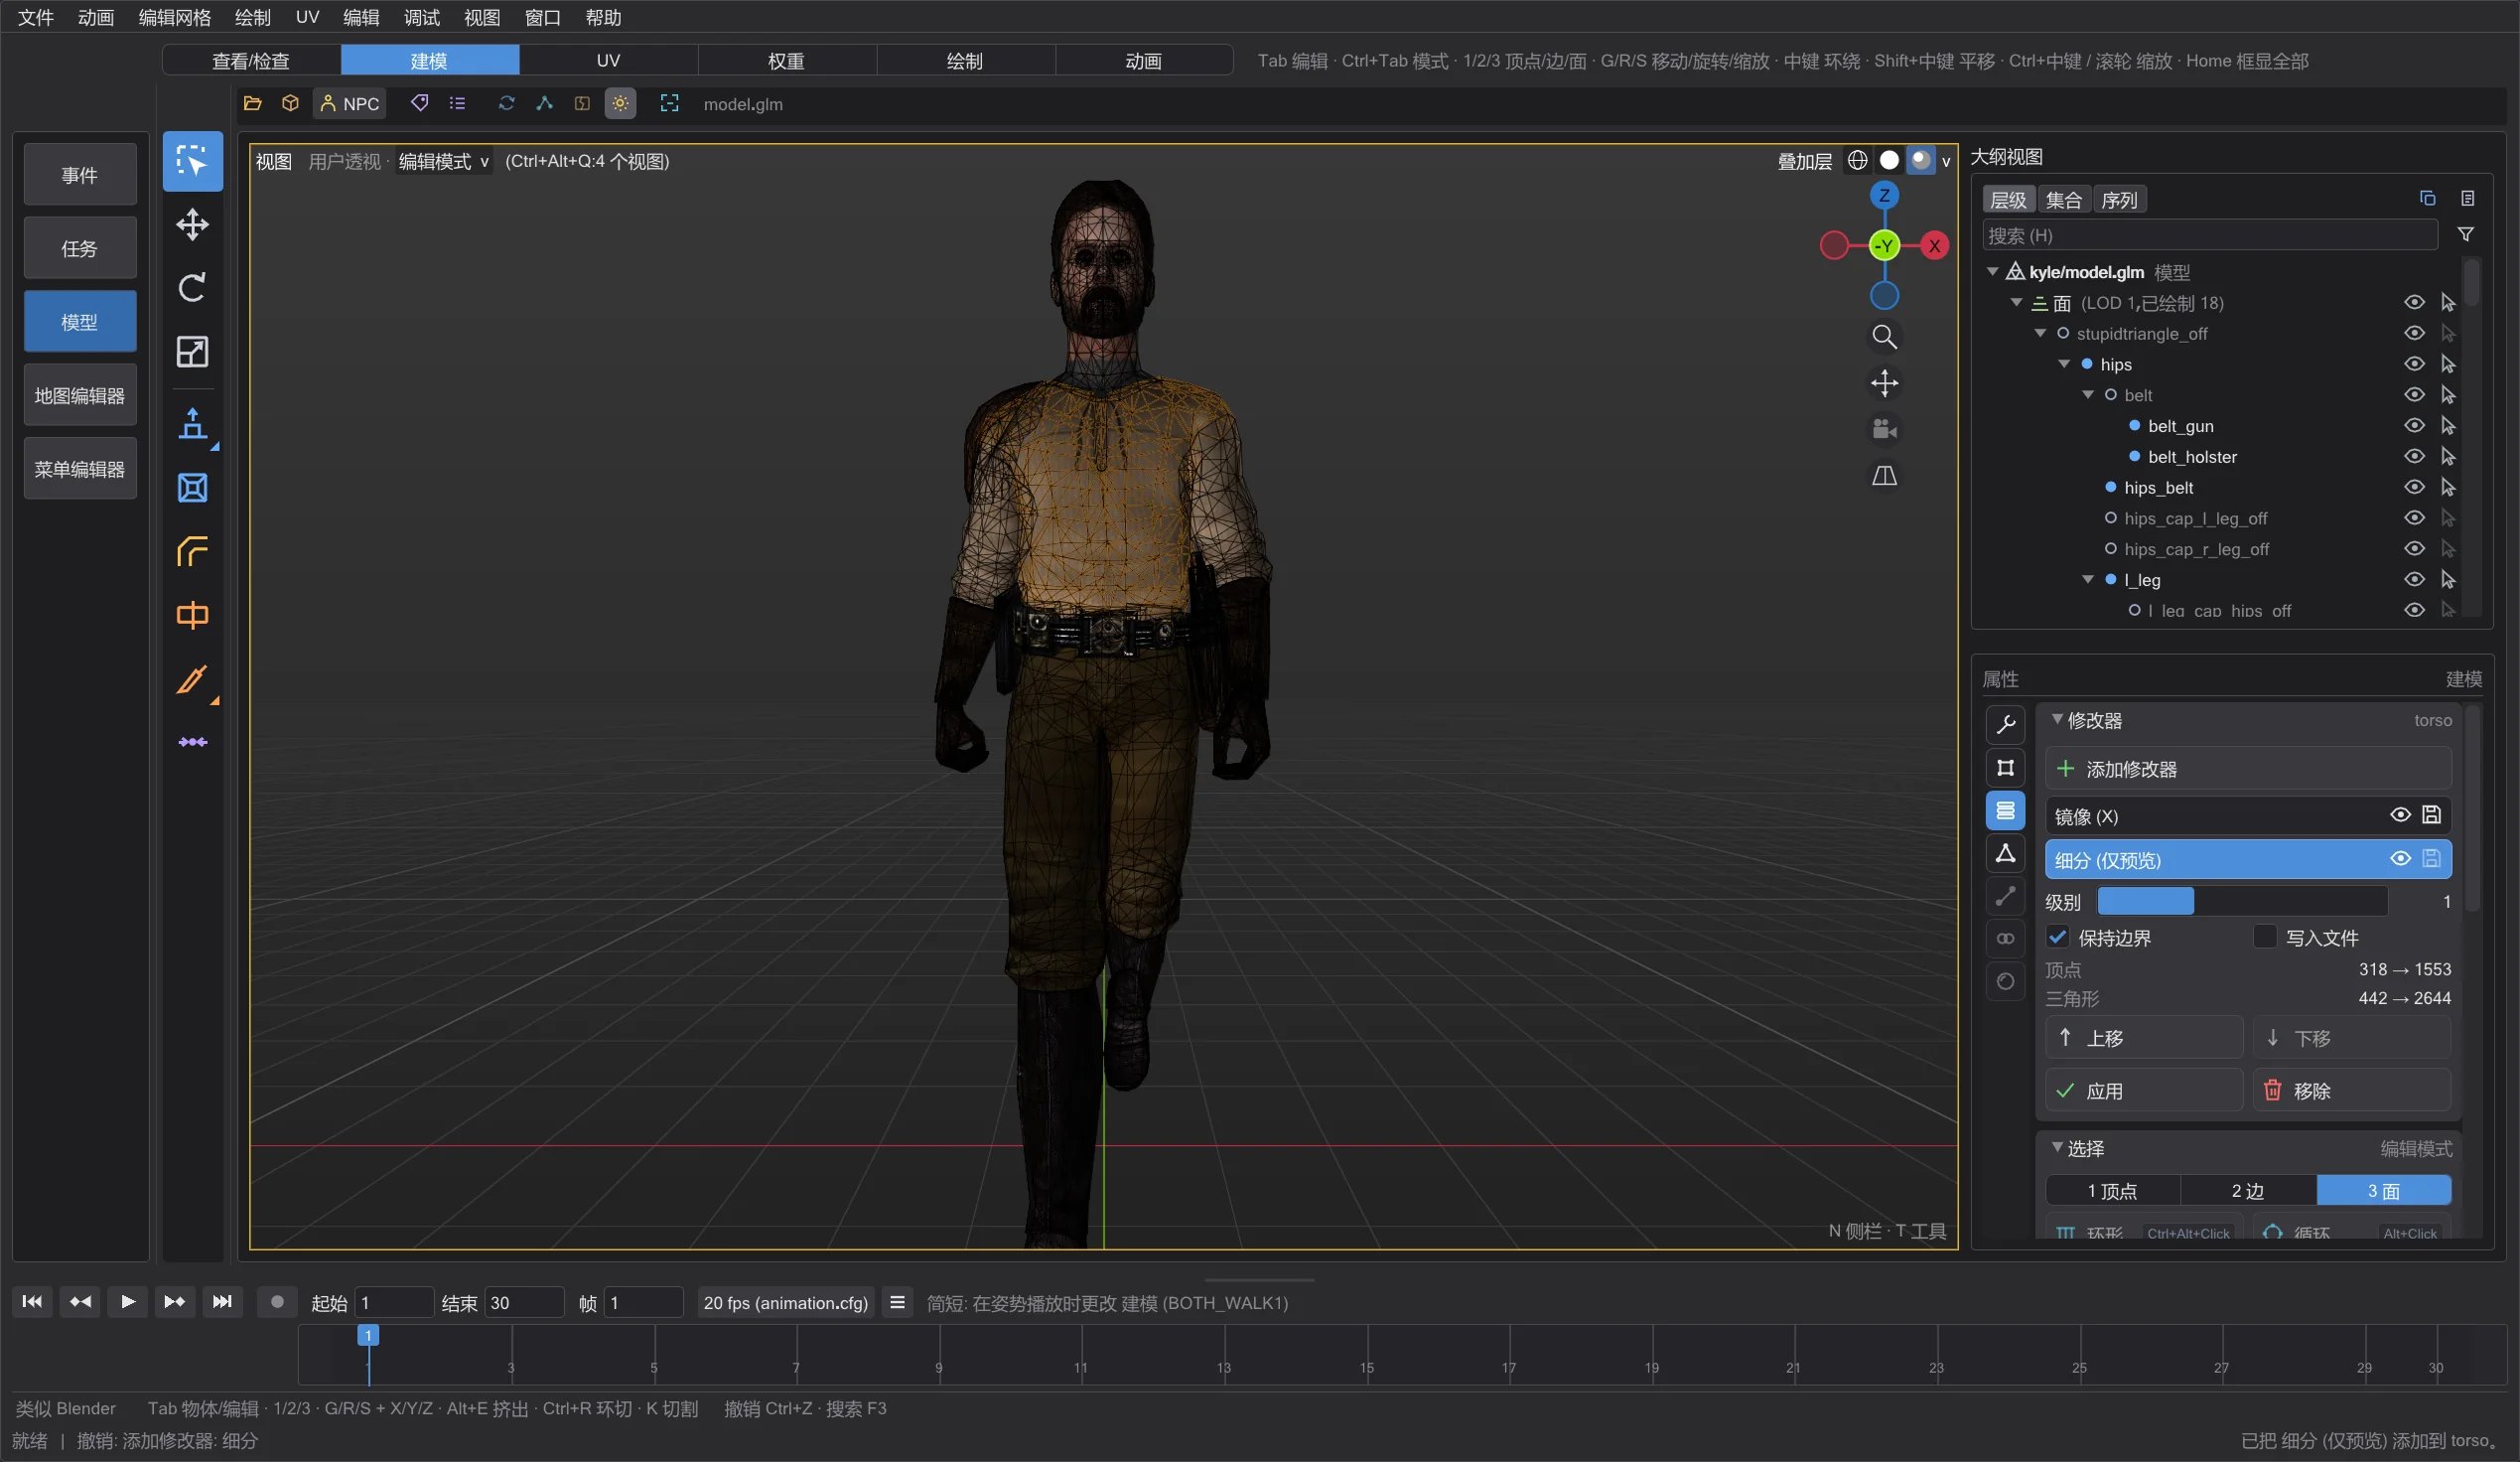 文件 动画 编辑网格 绘制 UV 编辑 调试 视图 窗口 帮助
查看/检查 建模 UV 权重 绘制 动画 Tab 编辑 · Ctrl+Tab 模式 · 1/2/3 顶点/边/面 · G/R/S 移动/旋转/缩放 · 中键 环绕 · Shift+中键 平移 · Ctrl+中键 / 滚轮 缩放 · Home 框显全部
NPC model.glm
事件
任务
模型
地图编辑器
菜单编辑器
视图 用户透视 · 编辑模式 v (Ctrl+Alt+Q:4 个视图) 叠加层 v
Z
-Y X
N 侧栏 · T 工具
大纲视图
层级 集合 序列
搜索 (H)
kyle/model.glm 模型
面 (LOD 1,已绘制 18)
stupidtriangle_off
hips
belt
belt_gun
belt_holster
hips_belt
hips_cap_l_leg_off
hips_cap_r_leg_off
l_leg
l_leg_cap_hips_off
属性 建模
修改器 torso
添加修改器
镜像 (X)
细分 (仅预览)
级别 1
保持边界 写入文件
顶点 318 → 1553
三角形 442 → 2644
上移 下移
应用 移除
选择 编辑模式
1 顶点 2 边 3 面
环形 Ctrl+Alt+Click 循环 Alt+Click
起始 1 结束 30 帧 1 20 fps (animation.cfg) 简短: 在姿势播放时更改 建模 (BOTH_WALK1)
1
1 3 5 7 9 11 13 15 17 19 21 23 25 27 29 30
类似 Blender Tab 物体/编辑 · 1/2/3 · G/R/S + X/Y/Z · Alt+E 挤出 · Ctrl+R 环切 · K 切割 撤销 Ctrl+Z · 搜索 F3
就绪 | 撤销: 添加修改器: 细分 已把 细分 (仅预览) 添加到 torso。